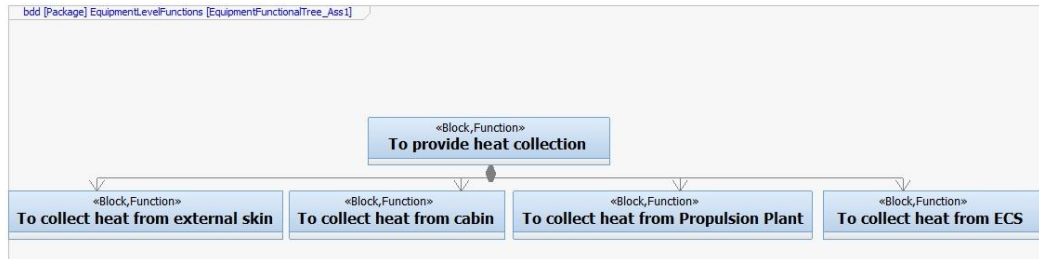 bdd [Package] EquipmentLevelFunctions [EquipmentFunctionalTree_Ass1]
«Block,Function»
To provide heat collection
«Block,Function»
To collect heat from external skin
«Block,Function»
To collect heat from cabin
«Block,Function»
To collect heat from Propulsion Plant
«Block,Function»
To collect heat from ECS